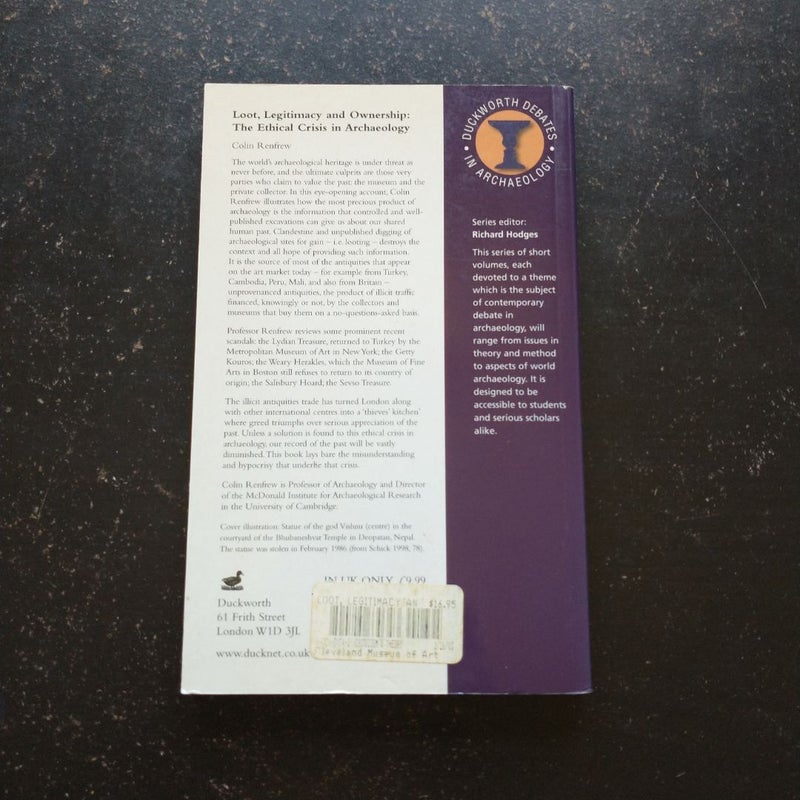 Loot, Legitimacy and Ownership:
The Ethical Crisis in Archaeology
Colin Renfrew
The world's archaeological heritage is under threat as
never before, and the ultimate culprits are those very
parties who claim to value the past: the museum and the
private collector. In this eye-opening account, Colin
Renfrew illustrates how the most precious product of
archaeology is the information that controlled and well-
published excavations can give us about our shared
human past. Clandestine and unpublished digging of
archaeological sites for gain – i.e. looting – destroys the
context and all hope of providing such information.
It is the source of most of the antiquities that appear
on the art market today – for example from Turkey,
Cambodia, Peru, Mali, and also from Britain –
unprovenanced antiquities, the product of illicit traffic
financed, knowingly or not, by the collectors and
museums that buy them on a no-questions-asked basis.
Professor Renfrew reviews some prominent recent
scandals: the Lydian Treasure, returned to Turkey by the
Metropolitan Museum of Art in New York; the Getty
Kouros; the Weary Herakles, which the Museum of Fine
Arts in Boston still refuses to return to its country of
origin; the Salisbury Hoard; the Sevso Treasure.
The illicit antiquities trade has turned London along
with other international centres into a 'thieves' kitchen'
where greed triumphs over serious appreciation of the
past. Unless a solution is found to this ethical crisis in
archaeology, our record of the past will be vastly
diminished. This book lays bare the misunderstanding
and hypocrisy that underlie that crisis.
Colin Renfrew is Professor of Archaeology and Director
of the McDonald Institute for Archaeological Research
in the University of Cambridge.
Cover illustration: Statue of the god Vishnu (centre) in the
courtyard of the Bhubaneshvar Temple in Deopatan, Nepal.
The statue was stolen in February 1986 (from Schick 1998, 78).
IN UK ONLY £9.99
Duckworth
61 Frith Street
London W1D 3JL
www.ducknet.co.uk
LOOT, LEGITIMACY AN $16.95
Cleveland Museum of Art
• DUCKWORTH DEBATES •
IN ARCHAEOLOGY
Series editor:
Richard Hodges
This series of short
volumes, each
devoted to a theme
which is the subject
of contemporary
debate in
archaeology, will
range from issues in
theory and method
to aspects of world
archaeology. It is
designed to be
accessible to students
and serious scholars
alike.